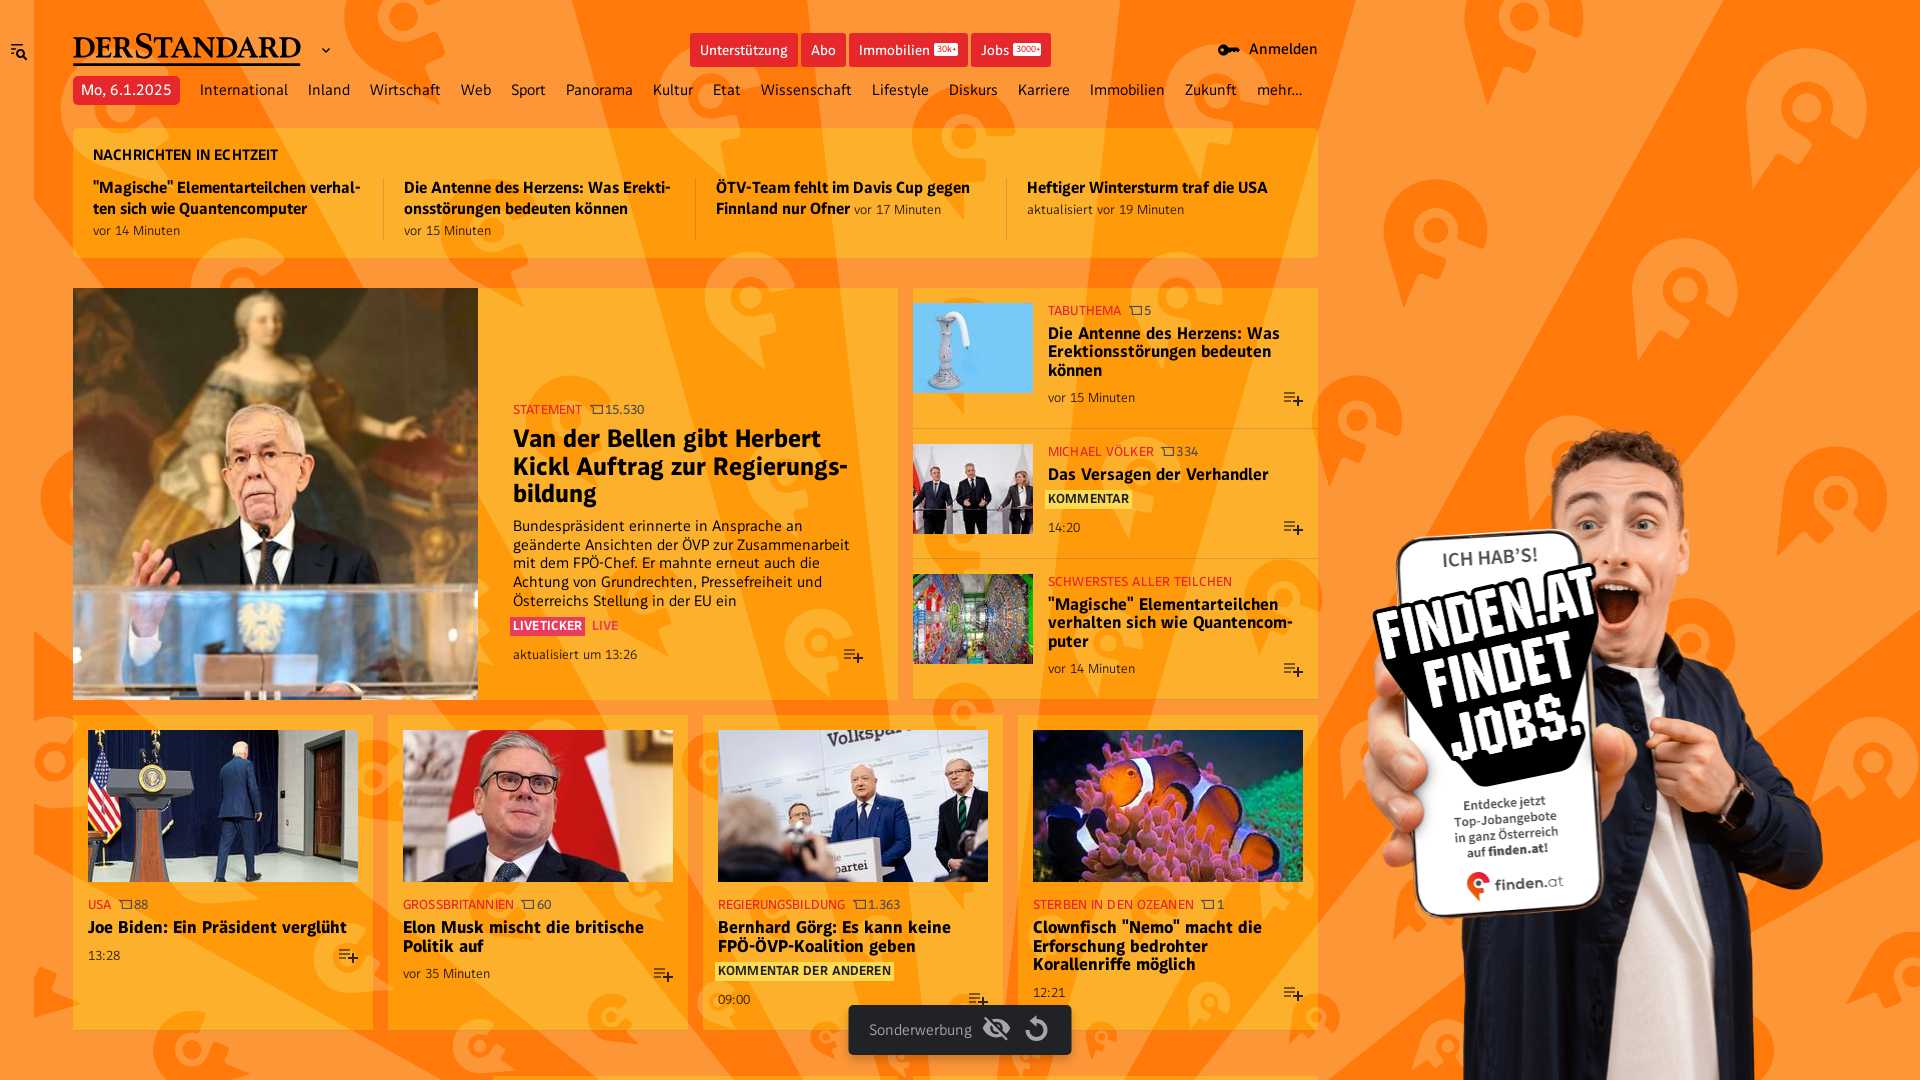 DERSTANDARD
Unterstützung
Abo
Immobilien 30k+
Jobs 3000+
Anmelden
Mo, 6.1.2025
International
Inland
Wirtschaft
Web
Sport
Panorama
Kultur
Etat
Wissenschaft
Lifestyle
Diskurs
Karriere
Immobilien
Zukunft
mehr...
NACHRICHTEN IN ECHTZEIT
"Magische" Elementarteilchen verhal-
ten sich wie Quantencomputer
vor 14 Minuten
Die Antenne des Herzens: Was Erekti-
onsstörungen bedeuten können
vor 15 Minuten
ÖTV-Team fehlt im Davis Cup gegen
Finnland nur Ofner vor 17 Minuten
Heftiger Wintersturm traf die USA
aktualisiert vor 19 Minuten
STATEMENT 15.530
Van der Bellen gibt Herbert
Kickl Auftrag zur Regierungs-
bildung
Bundespräsident erinnerte in Ansprache an
geänderte Ansichten der ÖVP zur Zusammenarbeit
mit dem FPÖ-Chef. Er mahnte erneut auch die
Achtung von Grundrechten, Pressefreiheit und
Österreichs Stellung in der EU ein
LIVETICKER LIVE
aktualisiert um 13:26
TABUTHEMA 5
Die Antenne des Herzens: Was
Erektionsstörungen bedeuten
können
vor 15 Minuten
MICHAEL VÖLKER 334
Das Versagen der Verhandler
KOMMENTAR
14:20
SCHWERSTES ALLER TEILCHEN
"Magische" Elementarteilchen
verhalten sich wie Quantencom-
puter
vor 14 Minuten
USA 88
Joe Biden: Ein Präsident verglüht
13:28
GROSSBRITANNIEN 60
Elon Musk mischt die britische
Politik auf
vor 35 Minuten
Volkspartei
partei
REGIERUNGSBILDUNG 1.363
Bernhard Görg: Es kann keine
FPÖ-ÖVP-Koalition geben
KOMMENTAR DER ANDEREN
09:00
STERBEN IN DEN OZEANEN 1
Clownfisch "Nemo" macht die
Erforschung bedrohter
Korallenriffe möglich
12:21
ICH HAB'S!
FINDEN.AT
FINDET
JOBS.
Entdecke jetzt
Top-Jobangebote
in ganz Österreich
auf finden.at!
finden.at
Sonderwerbung